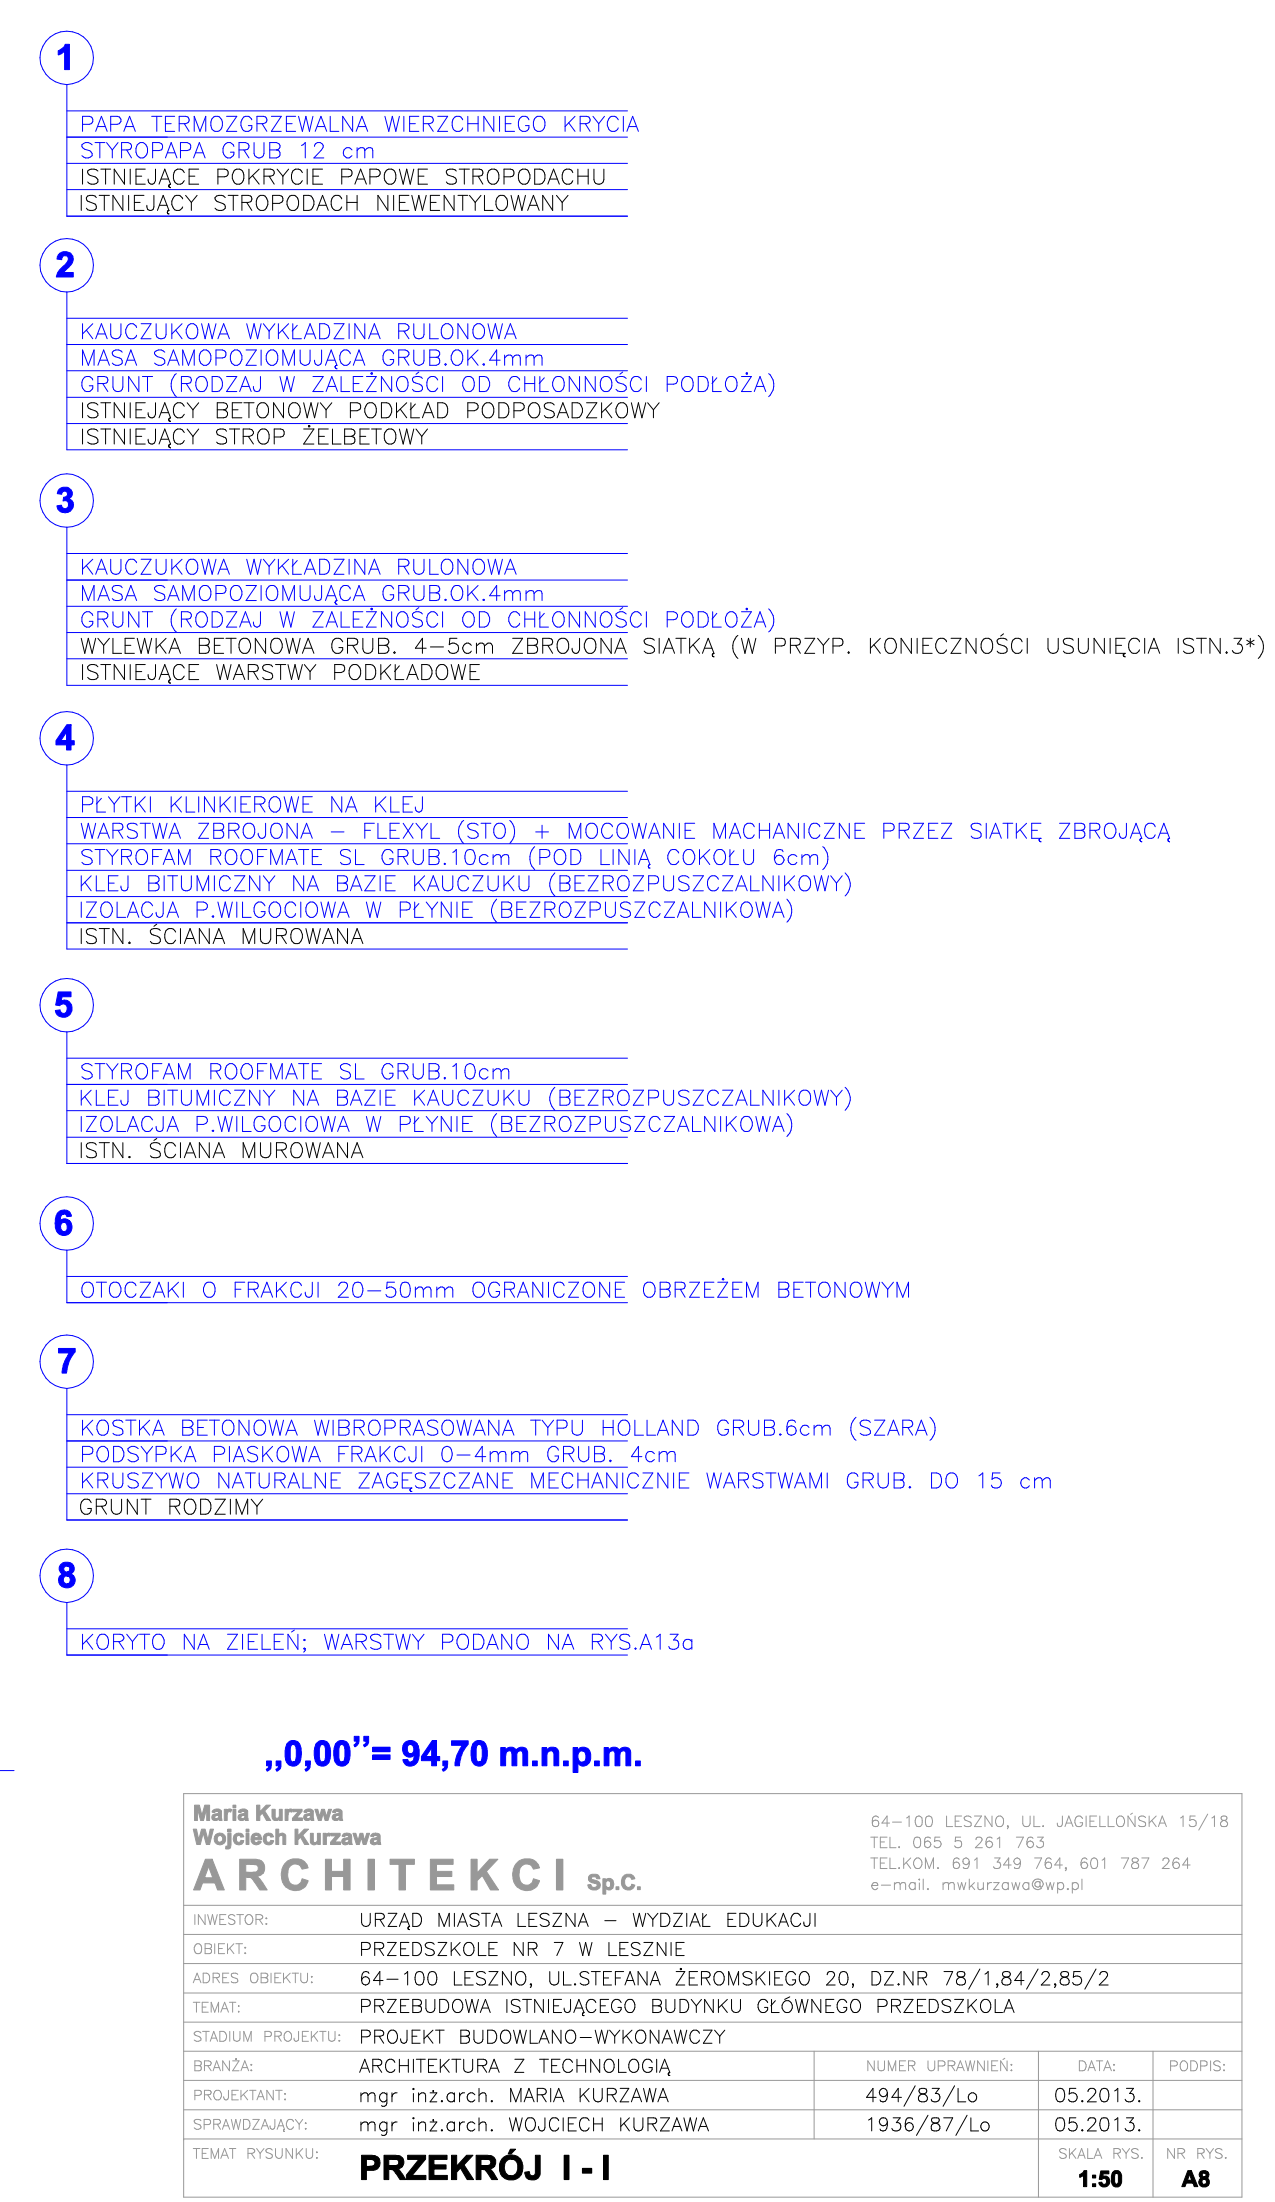 1
PAPA TERMOZGRZEWALNA WIERZCHNIEGO KRYCIA
STYROPAPA GRUB 12 cm
ISTNIEJĄCE POKRYCIE PAPOWE STROPODACHU
ISTNIEJĄCY STROPODACH NIEWENTYLOWANY
2
KAUCZUKOWA WYKŁADZINA RULONOWA
MASA SAMOPOZIOMUJĄCA GRUB.OK.4mm
GRUNT (RODZAJ W ZALEŻNOŚCI OD CHŁONNOŚCI PODŁOŻA)
ISTNIEJĄCY BETONOWY PODKŁAD PODPOSADZKOWY
ISTNIEJĄCY STROP ŻELBETOWY
3
KAUCZUKOWA WYKŁADZINA RULONOWA
MASA SAMOPOZIOMUJĄCA GRUB.OK.4mm
GRUNT (RODZAJ W ZALEŻNOŚCI OD CHŁONNOŚCI PODŁOŻA)
WYLEWKA BETONOWA GRUB. 4-5cm ZBROJONA SIATKĄ (W PRZYP. KONIECZNOŚCI USUNIĘCIA ISTN.3*)
ISTNIEJĄCE WARSTWY PODKŁADOWE
4
PŁYTKI KLINKIEROWE NA KLEJ
WARSTWA ZBROJONA - FLEXYL (STO) + MOCOWANIE MACHANICZNE PRZEZ SIATKĘ ZBROJĄCĄ
STYROFAM ROOFMATE SL GRUB.10cm (POD LINIĄ COKOŁU 6cm)
KLEJ BITUMICZNY NA BAZIE KAUCZUKU (BEZROZPUSZCZALNIKOWY)
IZOLACJA P.WILGOCIOWA W PŁYNIE (BEZROZPUSZCZALNIKOWA)
ISTN. ŚCIANA MUROWANA
5
STYROFAM ROOFMATE SL GRUB.10cm
KLEJ BITUMICZNY NA BAZIE KAUCZUKU (BEZROZPUSZCZALNIKOWY)
IZOLACJA P.WILGOCIOWA W PŁYNIE (BEZROZPUSZCZALNIKOWA)
ISTN. ŚCIANA MUROWANA
6
OTOCZAKI O FRAKCJI 20-50mm OGRANICZONE OBRZEŻEM BETONOWYM
7
KOSTKA BETONOWA WIBROPRASOWANA TYPU HOLLAND GRUB.6cm (SZARA)
PODSYPKA PIASKOWA FRAKCJI 0-4mm GRUB. 4cm
KRUSZYWO NATURALNE ZAGĘSZCZANE MECHANICZNIE WARSTWAMI GRUB. DO 15 cm
GRUNT RODZIMY
8
KORYTO NA ZIELEŃ; WARSTWY PODANO NA RYS.A13a
,,0,00’’= 94,70 m.n.p.m.
Maria Kurzawa
Wojciech Kurzawa
ARCHITEKCI Sp.C.
64-100 LESZNO, UL. JAGIELLOŃSKA 15/18
TEL. 065 5 261 763
TEL.KOM. 691 349 764, 601 787 264
e-mail. mwkurzawa@wp.pl
INWESTOR: URZĄD MIASTA LESZNA - WYDZIAŁ EDUKACJI
OBIEKT: PRZEDSZKOLE NR 7 W LESZNIE
ADRES OBIEKTU: 64-100 LESZNO, UL.STEFANA ŻEROMSKIEGO 20, DZ.NR 78/1,84/2,85/2
TEMAT: PRZEBUDOWA ISTNIEJĄCEGO BUDYNKU GŁÓWNEGO PRZEDSZKOLA
STADIUM PROJEKTU: PROJEKT BUDOWLANO-WYKONAWCZY
BRANŻA: ARCHITEKTURA Z TECHNOLOGIĄ NUMER UPRAWNIEŃ: DATA: PODPIS:
PROJEKTANT: mgr inż.arch. MARIA KURZAWA 494/83/Lo 05.2013.
SPRAWDZAJĄCY: mgr inż.arch. WOJCIECH KURZAWA 1936/87/Lo 05.2013.
TEMAT RYSUNKU: PRZEKRÓJ I - I SKALA RYS. NR RYS.
1:50 A8